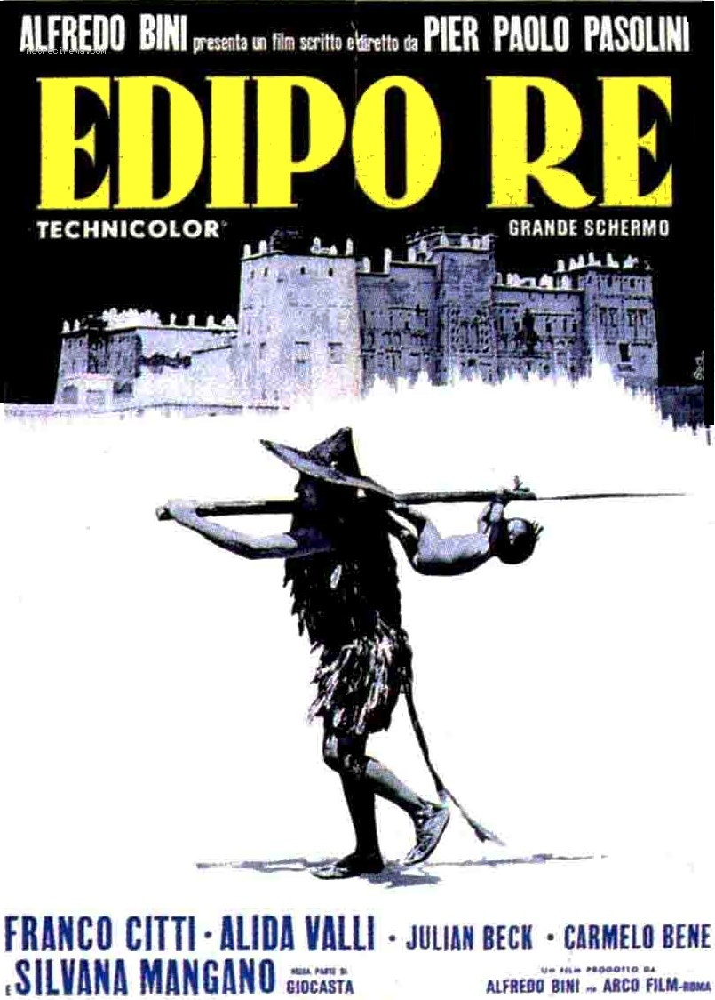 ALFREDO BINI presenta un film scritto e diretto da PIER PAOLO PASOLINI
notrecinema.com
EDIPO RE
TECHNICOLOR
GRANDE SCHERMO
FRANCO CITTI · ALIDA VALLI · JULIAN BECK · CARMELO BENE
E SILVANA MANGANO NELLA PARTE DI GIOCASTA
UN FILM PRODOTTO DA
ALFREDO BINI PER ARCO FILM-ROMA